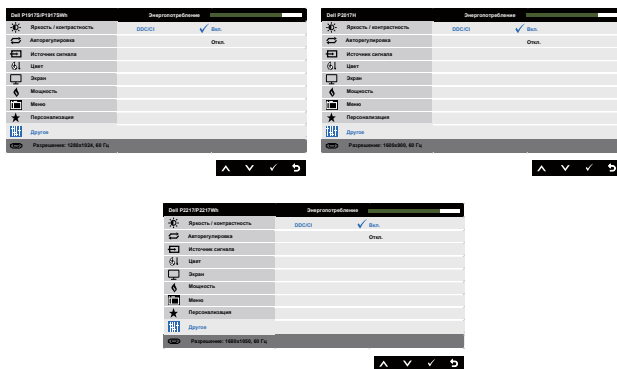 Dell P1917S/P1917SWh Энергопотребление
Яркость / контрастность DDC/CI Вкл.
Авторегулировка Откл.
Источник сигнала
Цвет
Экран
Мощность
Меню
Персонализация
Другое
Разрешение: 1280x1024, 60 Гц
Dell P2017H Энергопотребление
Яркость / контрастность DDC/CI Вкл.
Авторегулировка Откл.
Источник сигнала
Цвет
Экран
Мощность
Меню
Персонализация
Другое
Разрешение: 1600x900, 60 Гц
Dell P2217/P2217Wh Энергопотребление
Яркость / контрастность DDC/CI Вкл.
Авторегулировка Откл.
Источник сигнала
Цвет
Экран
Мощность
Меню
Персонализация
Другое
Разрешение: 1680x1050, 60 Гц